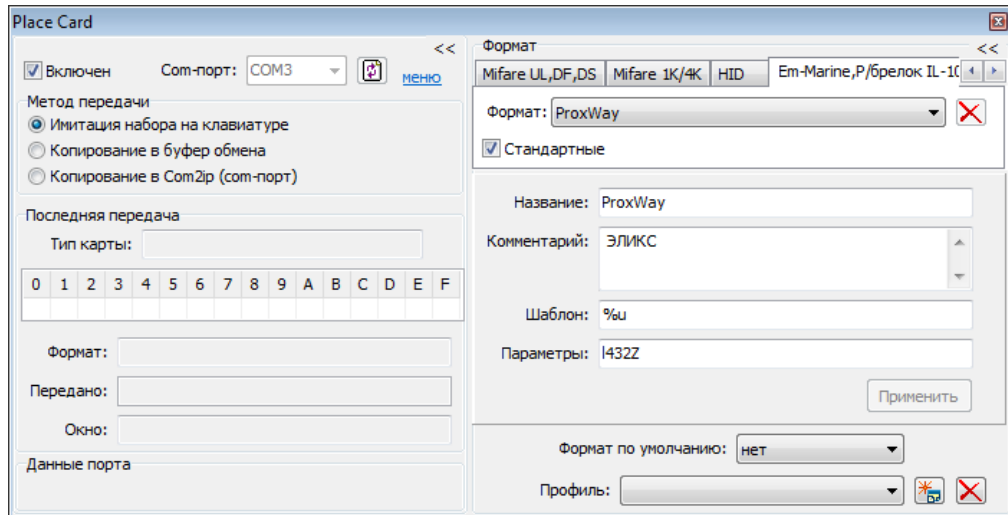 Place Card
<<
Включен
Com-порт:
COM3
меню
Метод передачи
Имитация набора на клавиатуре
Копирование в буфер обмена
Копирование в Com2ip (com-порт)
Последняя передача
Тип карты:
0 1 2 3 4 5 6 7 8 9 A B C D E F
Формат:
Передано:
Окно:
Данные порта
Формат
<<
Mifare UL,DF,DS
Mifare 1K/4K
HID
Em-Marine,Р/брелок IL-10
Формат: ProxWay
Стандартные
Название: ProxWay
Комментарий: ЭЛИКС
Шаблон: %u
Параметры: l432Z
Применить
Формат по умолчанию: нет
Профиль: